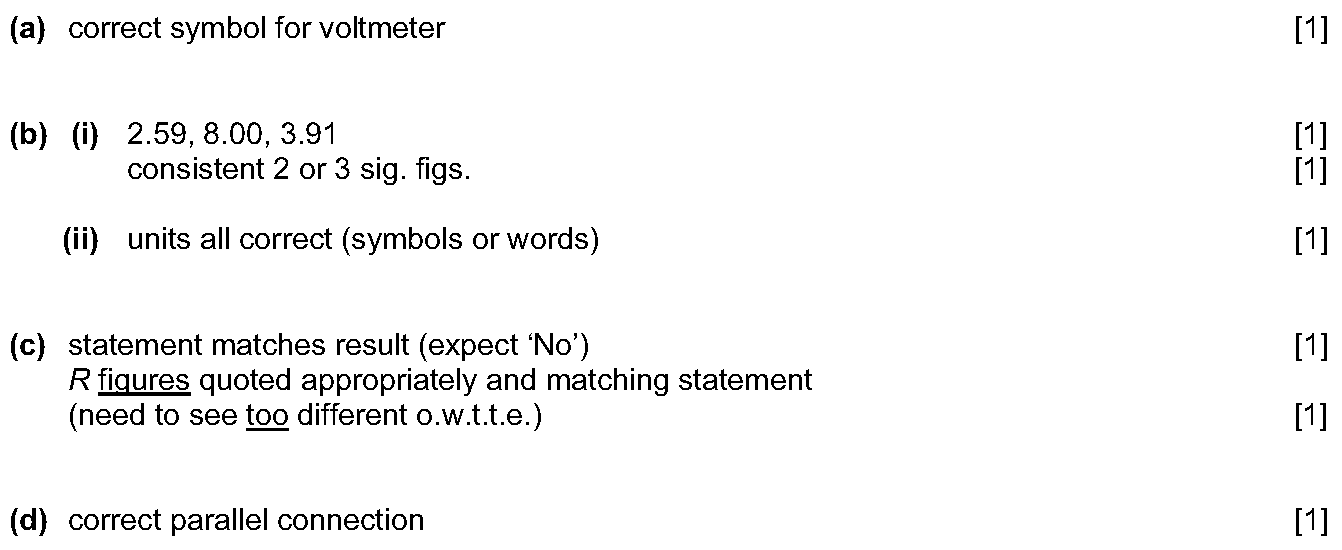 (a) correct symbol for voltmeter [1]
(b) (i) 2.59, 8.00, 3.91 [1]
consistent 2 or 3 sig. figs. [1]
(ii) units all correct (symbols or words) [1]
(c) statement matches result (expect ‘No’) [1]
R figures quoted appropriately and matching statement
(need to see too different o.w.t.t.e.) [1]
(d) correct parallel connection [1]